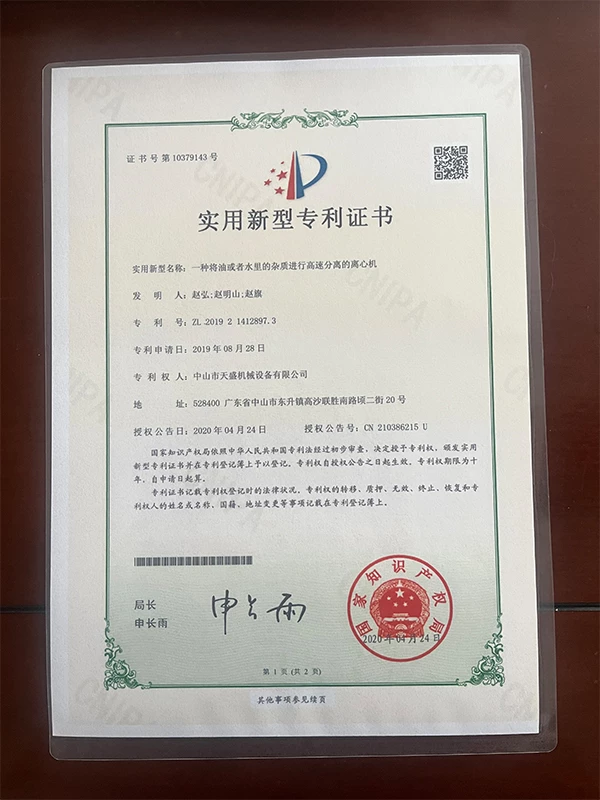 证书号第10379143号
实用新型专利证书
实用新型名称：一种将油或者水里的杂质进行高速分离的离心机
发明人：赵弘;赵明山;赵旗
专利号：ZL 2019 2 1412897.3
专利申请日：2019年08月28日
专利权人：中山市天盛机械设备有限公司
地址：528400 广东省中山市东升镇高沙联胜南路顷二街20号
授权公告日：2020年04月24日 授权公告号：CN 210386215 U
国家知识产权局依照中华人民共和国专利法经过初步审查，决定授予专利权，颁发实用
新型专利证书并在专利登记簿上予以登记。专利权自授权公告之日起生效。专利权期限为十
年，自申请日起算。
专利证书记载专利权登记时的法律状况。专利权的转移、质押、无效、终止、恢复和专
利权人的姓名或名称、国籍、地址变更等事项记载在专利登记簿上。
局长
申长雨
申长雨
国家知识产权局
2020年04月24日
第1页(共2页)
其他事项参见续页
CNIPA
CNIPA
CNIPA
CNIPA